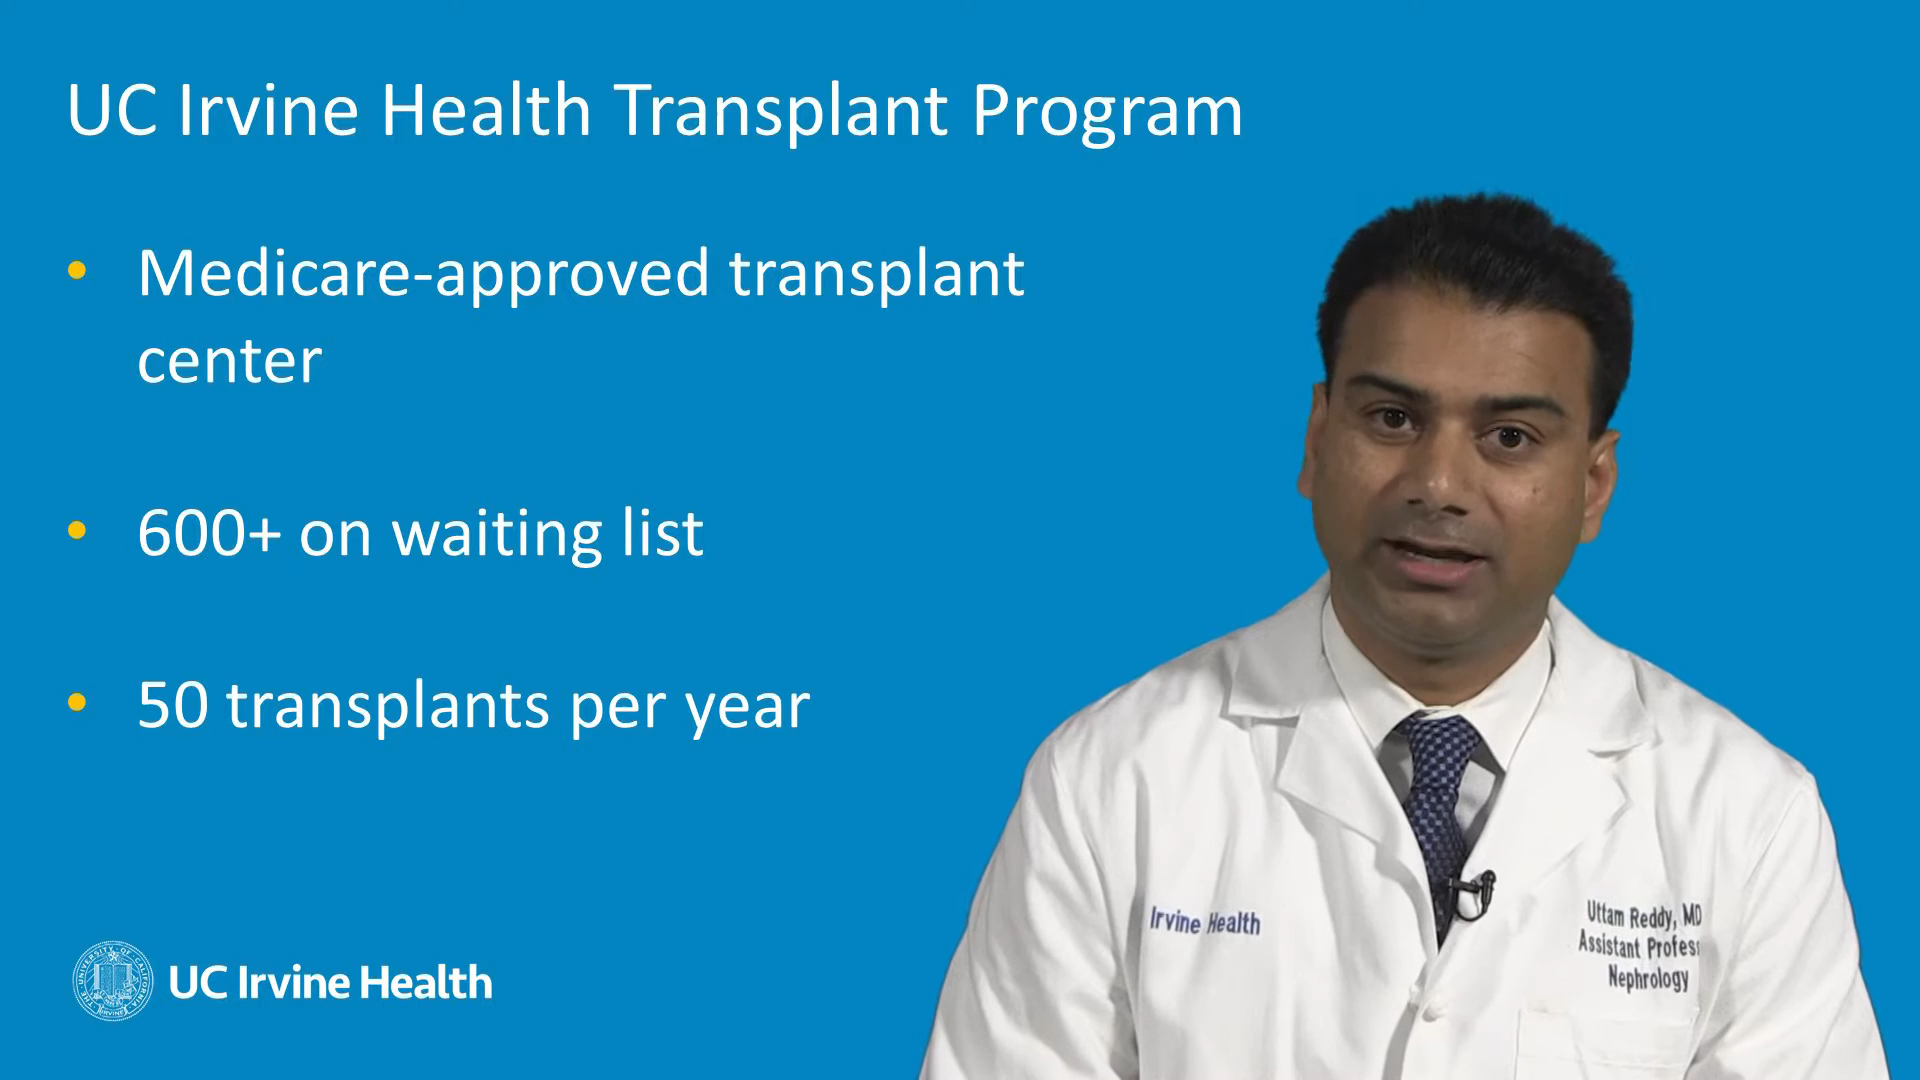 UC Irvine Health Transplant Program
• Medicare-approved transplant
center
• 600+ on waiting list
• 50 transplants per year
UC Irvine Health
Irvine Health
Uttam Reddy, MD
Assistant Profess
Nephrology